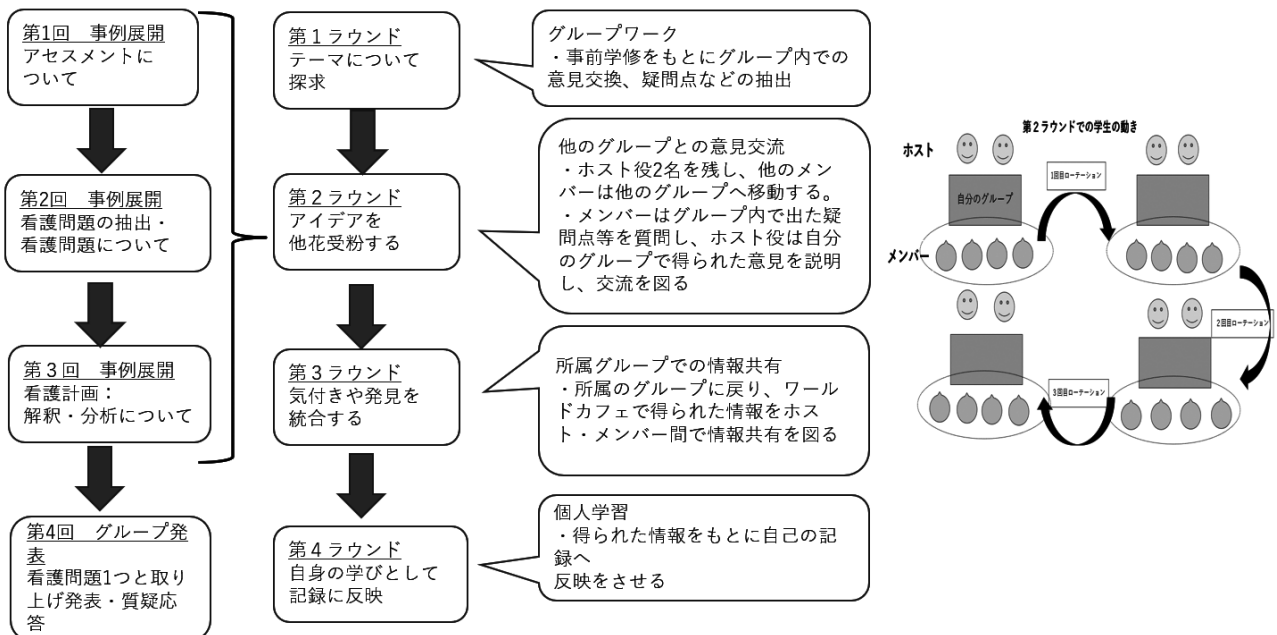 第1回　事例展開
アセスメントに
ついて
第2回　事例展開
看護問題の抽出・
看護問題について
第３回　事例展開
看護計画：
解釈・分析について
第4回　グループ発
表
看護問題1つと取り
上げ発表・質疑応
答
第１ラウンド
テーマについて
探求
第２ラウンド
アイデアを
他花受粉する
第３ラウンド
気付きや発見を
統合する
第４ラウンド
自身の学びとして
記録に反映
グループワーク
・事前学修をもとにグループ内での
意見交換、疑問点などの抽出
他のグループとの意見交流
・ホスト役2名を残し、他のメン
バーは他のグループへ移動する。
・メンバーはグループ内で出た疑
問点等を質問し、ホスト役は自分
のグループで得られた意見を説明
し、交流を図る
所属グループでの情報共有
・所属のグループに戻り、ワール
ドカフェで得られた情報をホス
ト・メンバー間で情報共有を図る
個人学習
・得られた情報をもとに自己の記
録へ
反映をさせる
第２ラウンドでの学生の動き
ホスト
1回目ローテーション
自分のグループ
メンバー
2回目ローテーション
3回目ローテーション